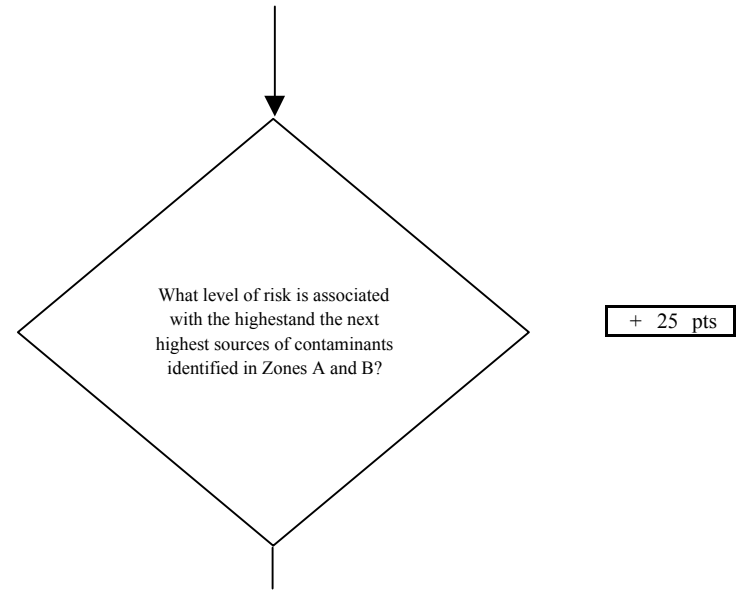 What level of risk is associated
with the highestand the next
highest sources of contaminants
identified in Zones A and B?
+ 25 pts